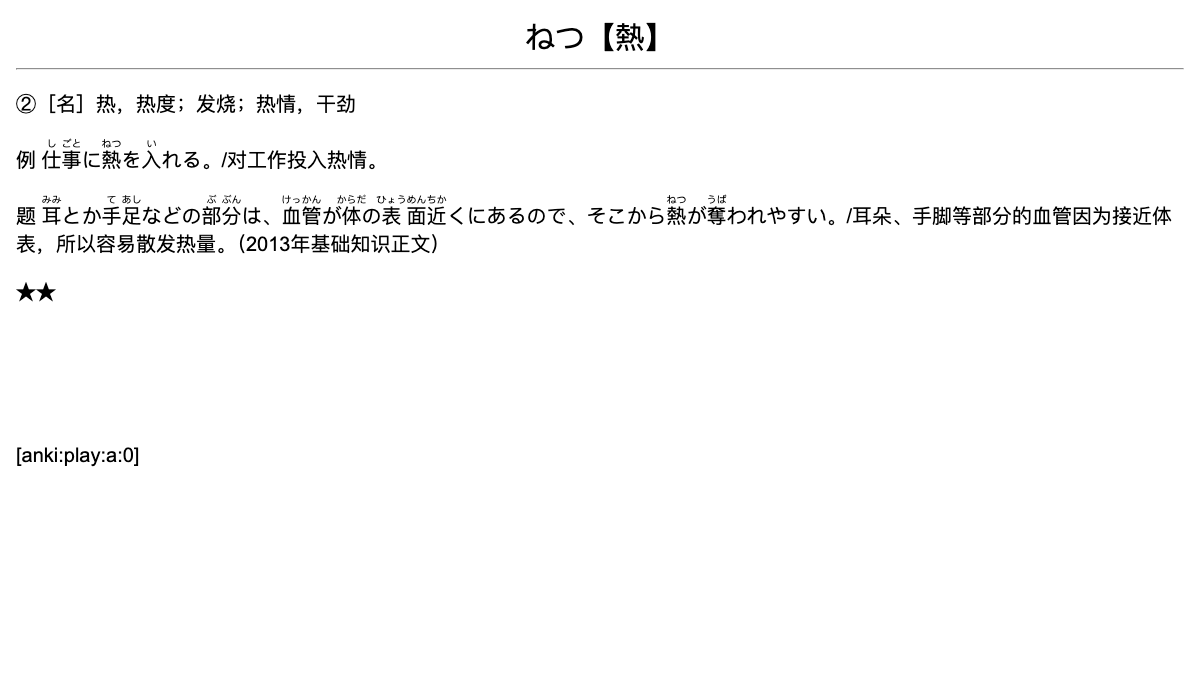 ねつ【熱】
②［名］热，热度；发烧；热情，干劲
しごと ねつ い
例 仕事に熱を入れる。/对工作投入热情。
みみ てあし ぶぶん けっかん からだ ひょうめんちか ねつ うば
题 耳とか手足などの部分は、血管が体の表面近くにあるので、そこから熱が奪われやすい。/耳朵、手脚等部分的血管因为接近体
表，所以容易散发热量。（2013年基础知识正文）
★★
[anki:play:a:0]